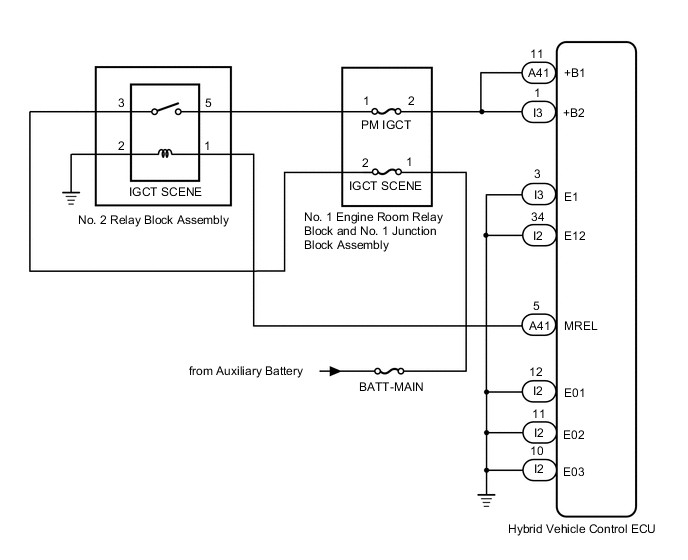 11
A41 +B1
1
I3 +B2
3 5
1 2
PM IGCT
2 1
IGCT SCENE
2 1
IGCT SCENE
No. 2 Relay Block Assembly
No. 1 Engine Room Relay
Block and No. 1 Junction
Block Assembly
3
I3 E1
34
I2 E12
5
A41 MREL
from Auxiliary Battery
BATT-MAIN
12
I2 E01
11
I2 E02
10
I2 E03
Hybrid Vehicle Control ECU